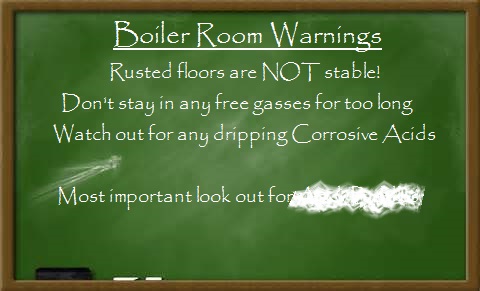 Boiler Room Warnings
Rusted floors are NOT stable!
Don't stay in any free gasses for too long
Watch out for any dripping Corrosive Acids
Most important look out for